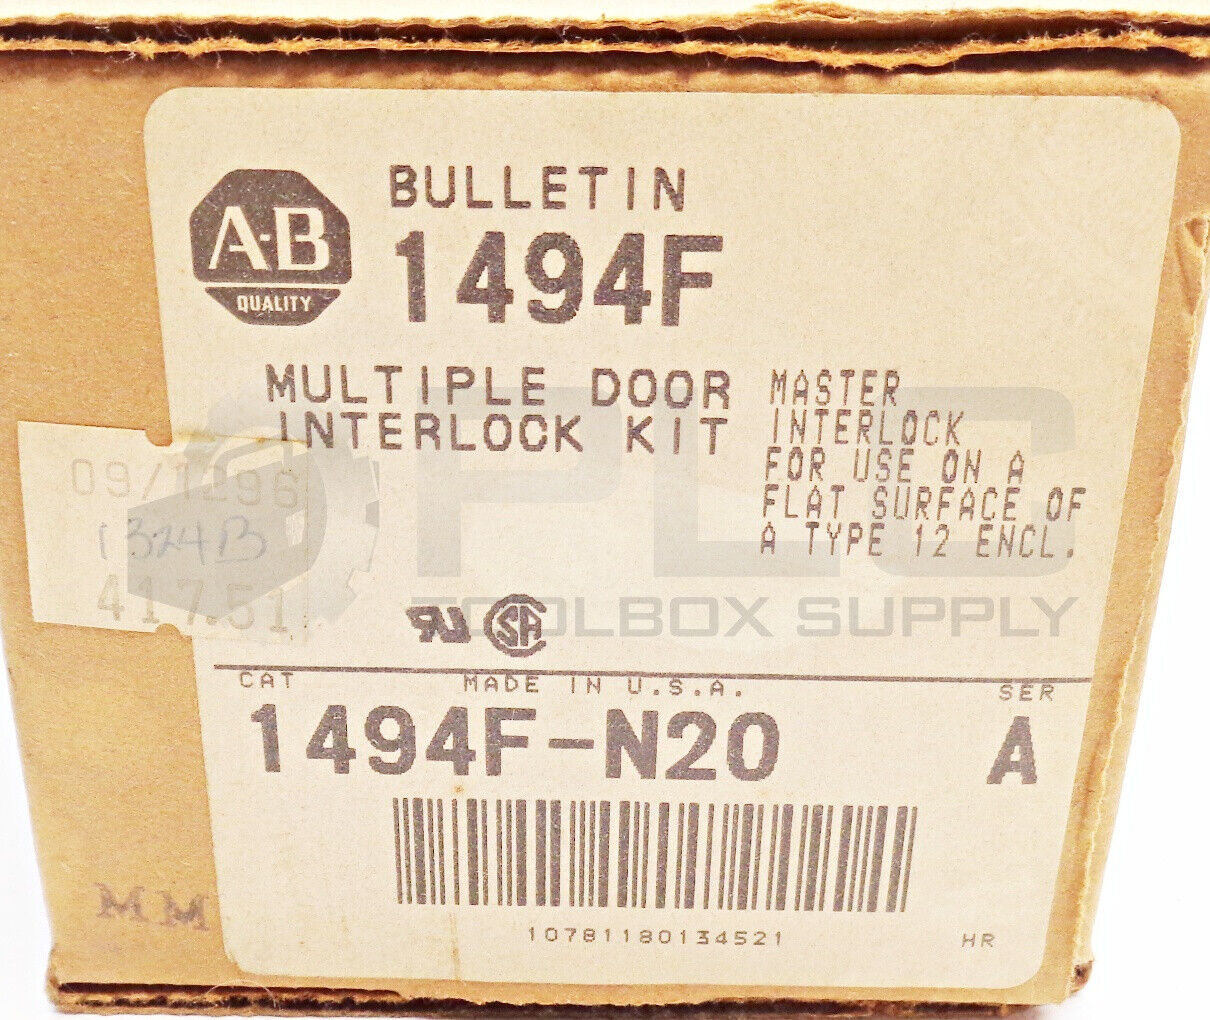 A-B
QUALITY
BULLETIN
1494F
MULTIPLE DOOR
INTERLOCK KIT
MASTER
INTERLOCK
FOR USE ON A
FLAT SURFACE OF
A TYPE 12 ENCL.
09/1296
1324B
417.51
PLC
TOOLBOX SUPPLY
CAT
MADE IN U.S.A.
SER
1494F-N20
A
10781180134521
HR
MM